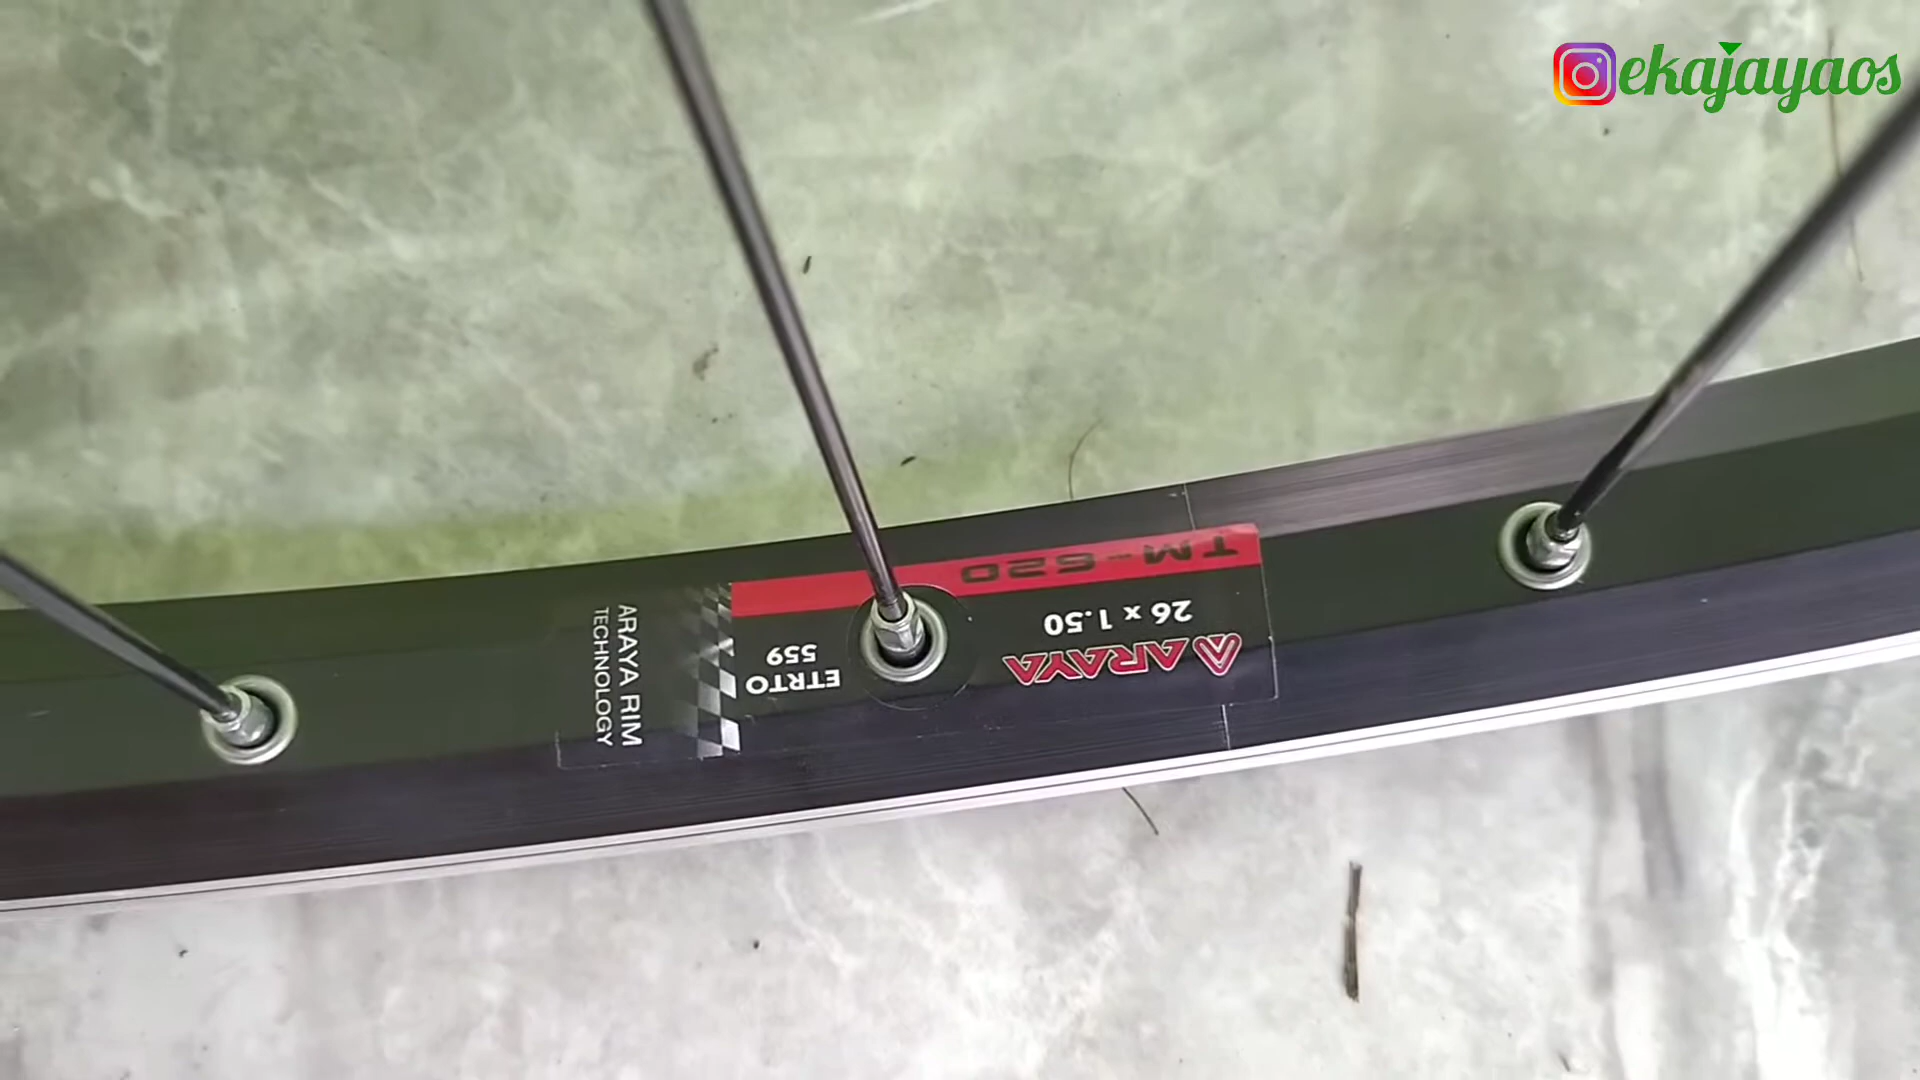 ekajayaos
TM-620
26 x 1.50
ARAYA
ETRTO
559
ARAYA RIM
TECHNOLOGY